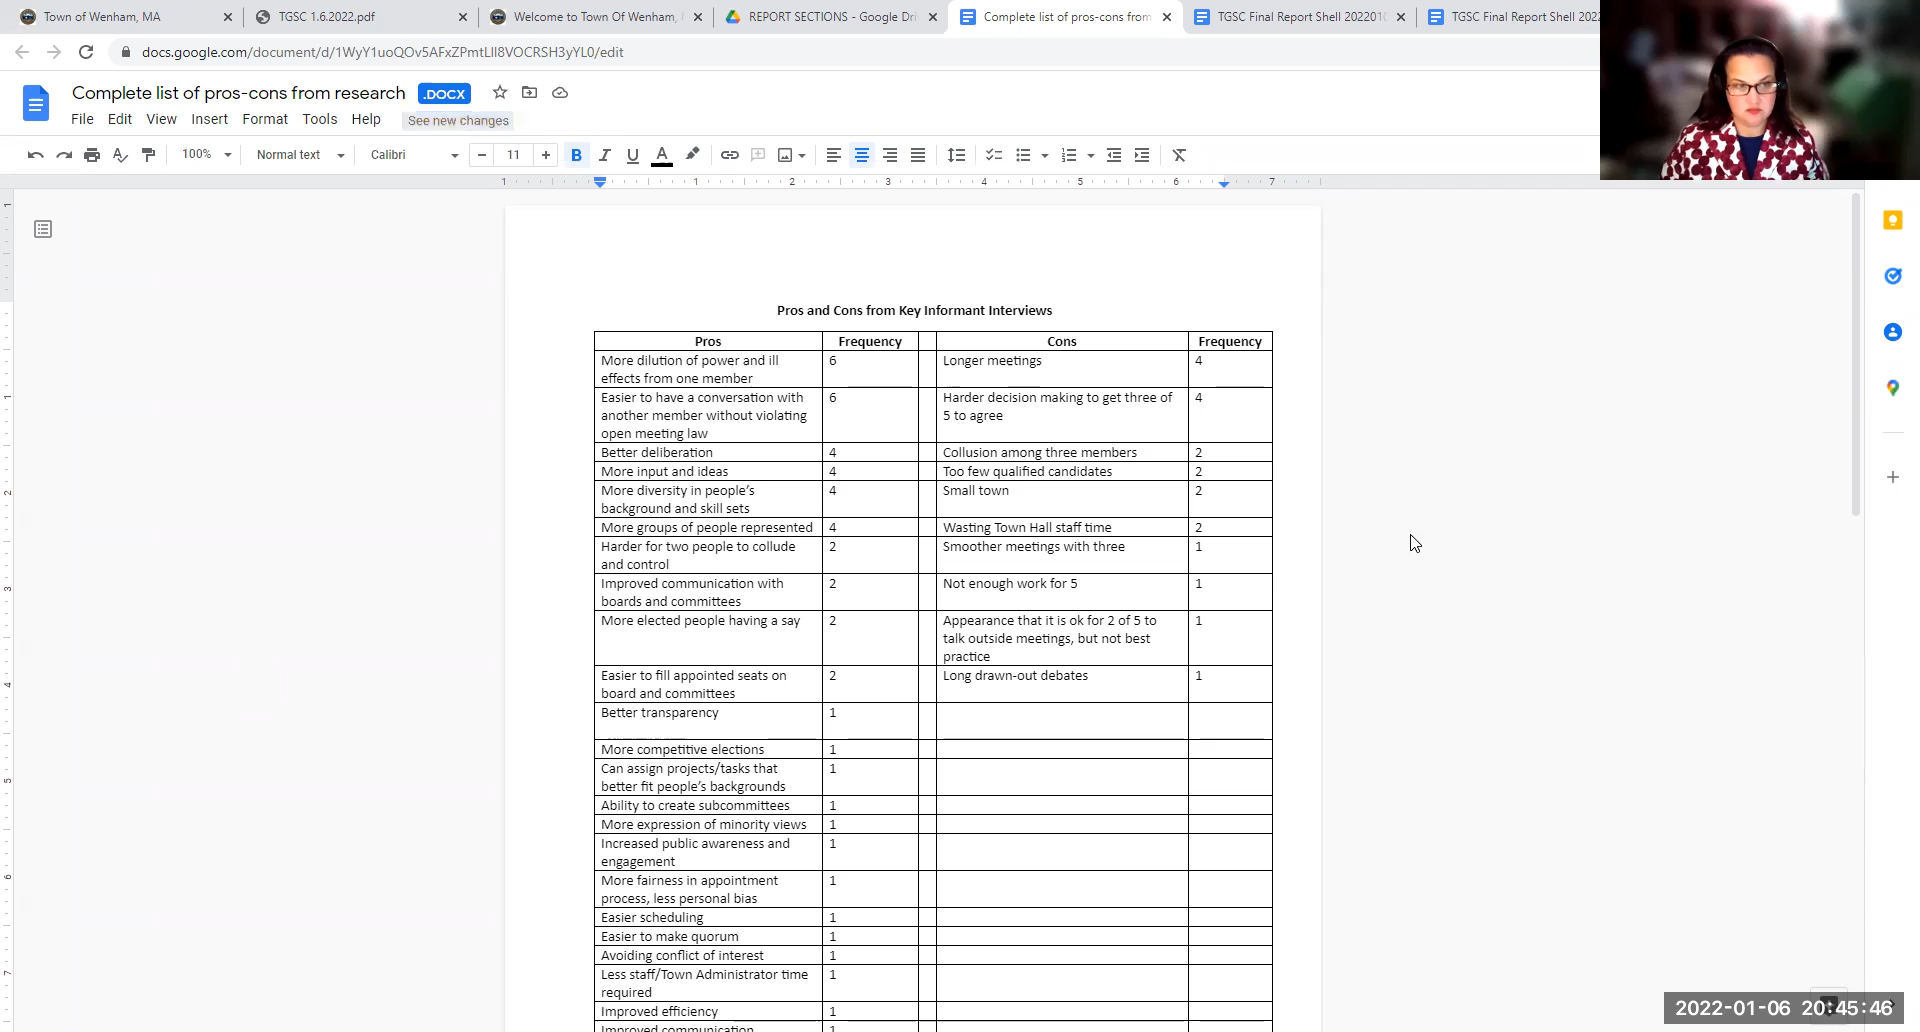 Town of Wenham, MA
TGSC 1.6.2022.pdf
Welcome to Town Of Wenham,
REPORT SECTIONS - Google Dri
Complete list of pros-cons from
TGSC Final Report Shell 202201
TGSC Final Report Shell 2022
docs.google.com/document/d/1WyY1uoQOv5AFxZPmtLlI8VOCRSH3yYL0/edit
Complete list of pros-cons from research .DOCX
File Edit View Insert Format Tools Help See new changes
100% Normal text Calibri 11
Pros and Cons from Key Informant Interviews
Pros Frequency Cons Frequency
More dilution of power and ill 6 Longer meetings 4
effects from one member
Easier to have a conversation with 6 Harder decision making to get three of 4
another member without violating 5 to agree
open meeting law
Better deliberation 4 Collusion among three members 2
More input and ideas 4 Too few qualified candidates 2
More diversity in people’s 4 Small town 2
background and skill sets
More groups of people represented 4 Wasting Town Hall staff time 2
Harder for two people to collude 2 Smoother meetings with three 1
and control
Improved communication with 2 Not enough work for 5 1
boards and committees
More elected people having a say 2 Appearance that it is ok for 2 of 5 to 1
talk outside meetings, but not best
practice
Easier to fill appointed seats on 2 Long drawn-out debates 1
board and committees
Better transparency 1
More competitive elections 1
Can assign projects/tasks that 1
better fit people’s backgrounds
Ability to create subcommittees 1
More expression of minority views 1
Increased public awareness and 1
engagement
More fairness in appointment 1
process, less personal bias
Easier scheduling 1
Easier to make quorum 1
Avoiding conflict of interest 1
Less staff/Town Administrator time 1
required
Improved efficiency 1
Improved communication 1
2022-01-06 20:45:46